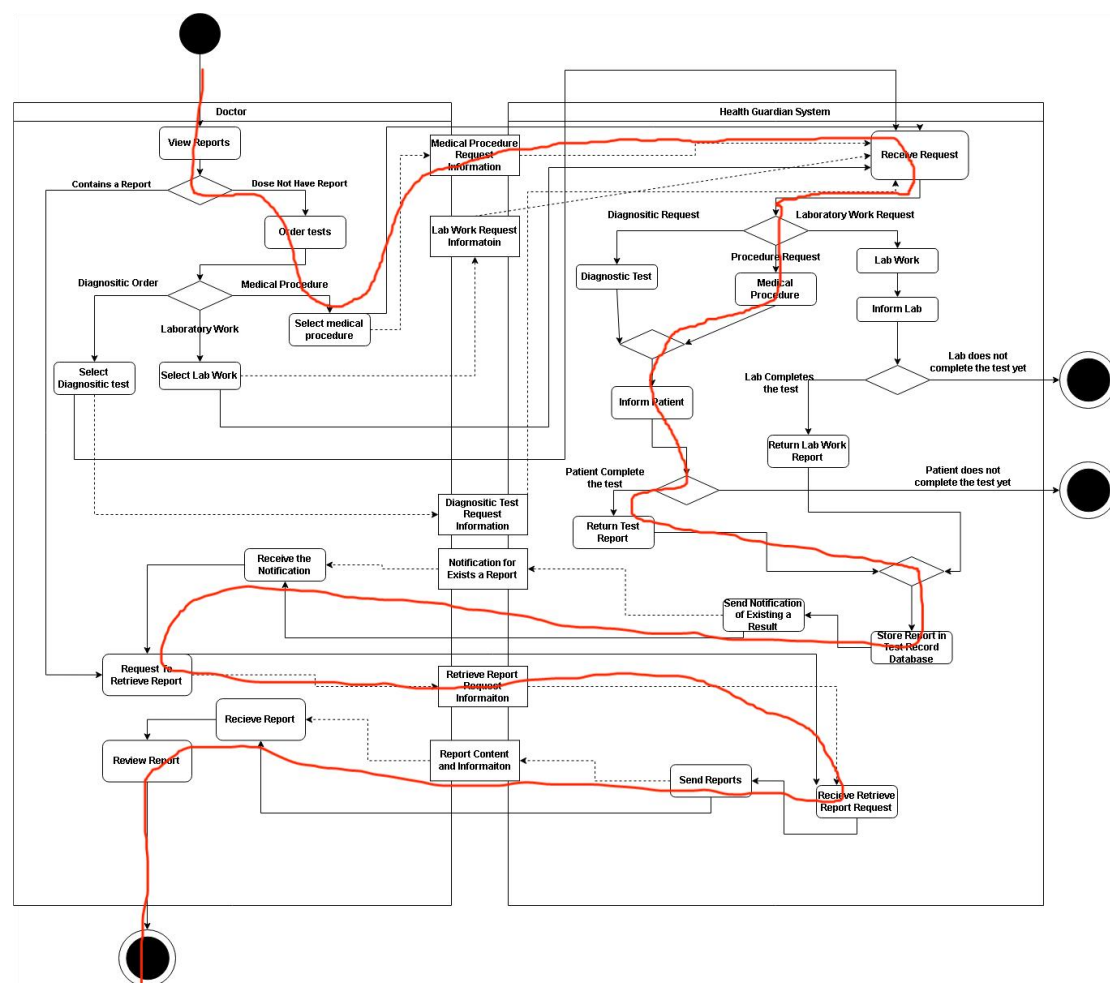 Doctor
Health Guardian System
View Reports
Medical Procedure
Request
Information
Receive Request
Contains a Report
Dose Not Have Report
Order tests
Lab Work Request
Informatoin
Diagnositic Request
Laboratory Work Request
Procedure Request
Diagnostic Test
Medical
Procedure
Lab Work
Inform Lab
Diagnositic Order
Medical Procedure
Laboratory
Work
Select medical
procedure
Select
Diagnositic test
Select Lab Work
Inform Patient
Lab Completes
the test
Lab does not
complete the test yet
Return Lab Work
Report
Patient Complete
the test
Patient does not
complete the test yet
Diagnositic Test
Request
Information
Return Test
Report
Receive the
Notification
Notification for
Exists a Report
Send Notification
of Existing a
Result
Store Report in
Test Record
Database
Request To
Retrieve Report
Retrieve Report
Request
Informaiton
Recieve Report
Review Report
Report Content
and Informaiton
Send Reports
Recieve Retrieve
Report Request